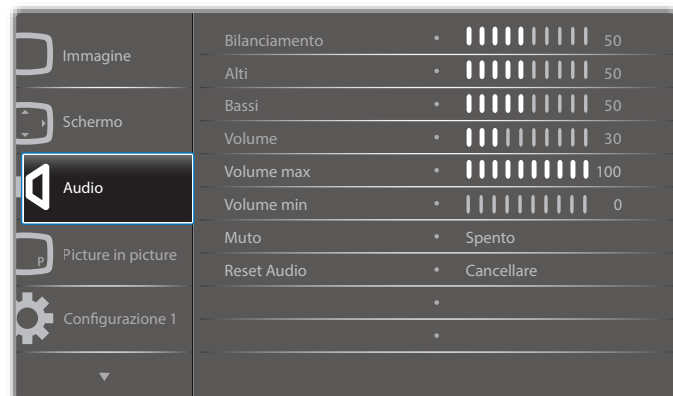 Immagine
Schermo
Audio
P
Picture in picture
Configurazione 1
Bilanciamento • 50
Alti • 50
Bassi • 50
Volume • 30
Volume max • 100
Volume min • 0
Muto • Spento
Reset Audio • Cancellare
•
•